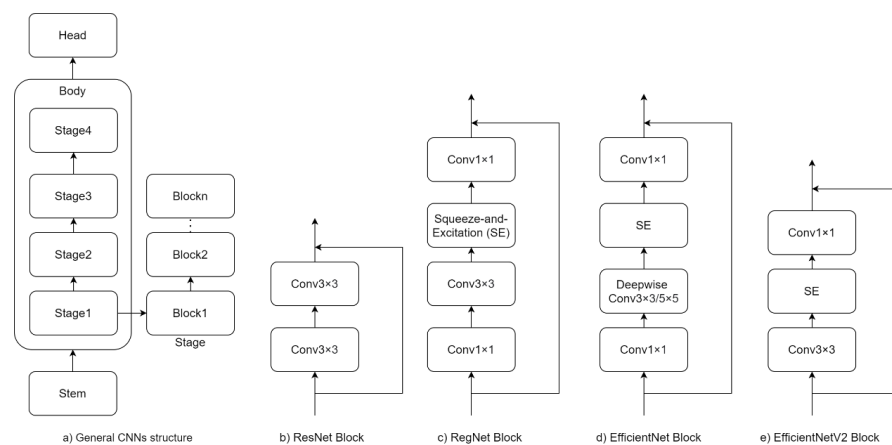 Head
Body
Stage4
Stage3
Stage2
Stage1
Stem
Blockn
Block2
Block1
Stage
a) General CNNs structure
Conv3×3
Conv3×3
b) ResNet Block
Conv1×1
Squeeze-and-
Excitation (SE)
Conv3×3
Conv1×1
c) RegNet Block
Conv1×1
SE
Deepwise
Conv3×3/5×5
Conv1×1
d) EfficientNet Block
Conv1×1
SE
Conv3×3
e) EfficientNetV2 Block